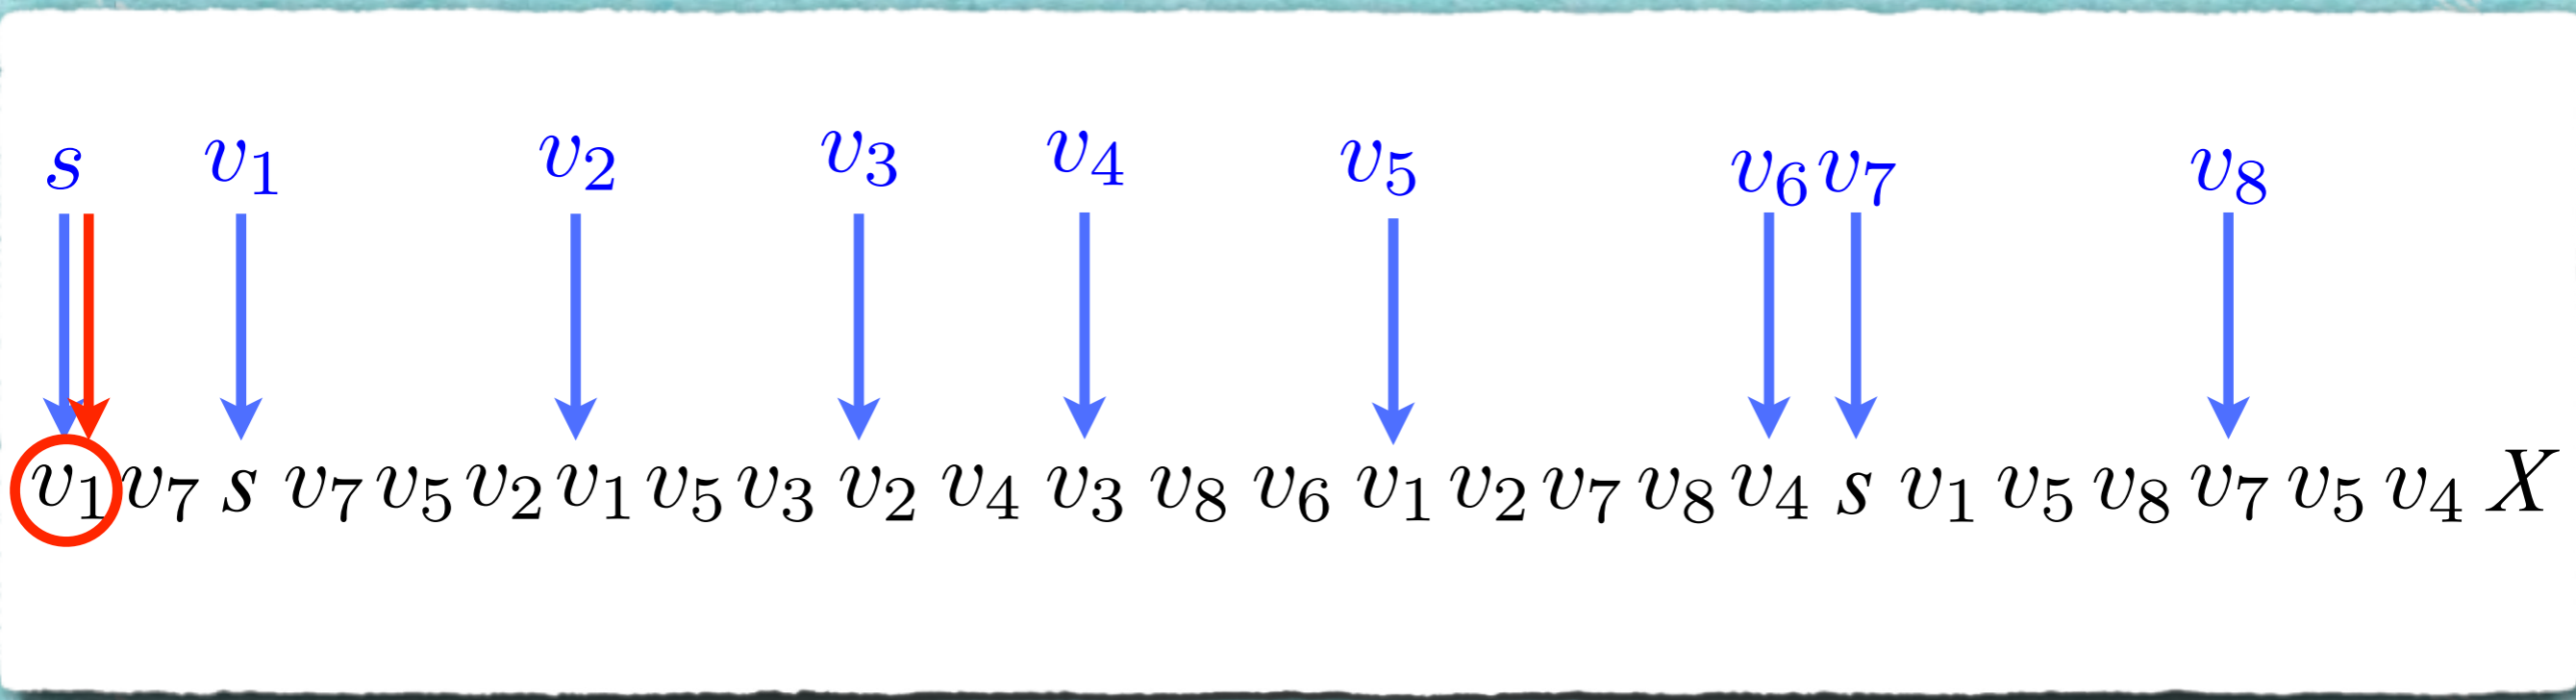 s v₁ v₂ v₃ v₄ v₅ v₆ v₇ v₈
v₁ v₇ s v₇ v₅ v₂ v₁ v₅ v₃ v₂ v₄ v₃ v₈ v₆ v₁ v₂ v₇ v₈ v₄ s v₁ v₅ v₈ v₇ v₅ v₄ X